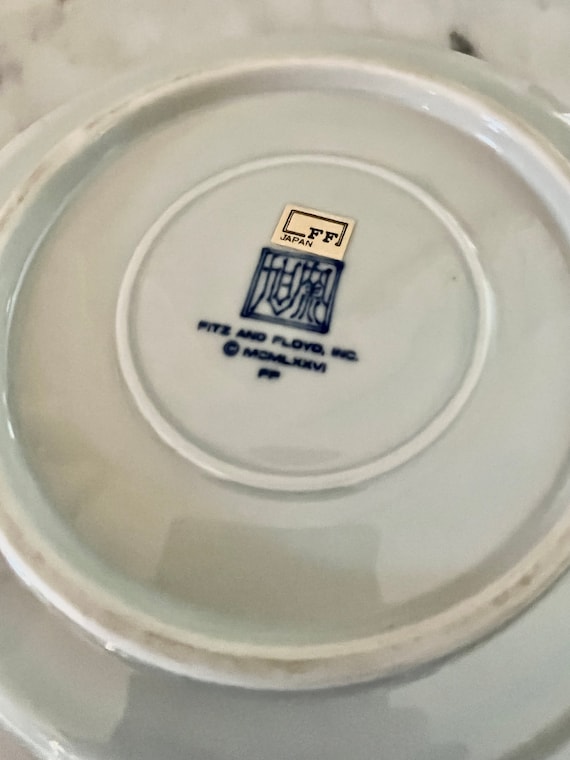 FF
JAPAN
FITZ AND FLOYD, INC.
© MCMLXXVI
FF